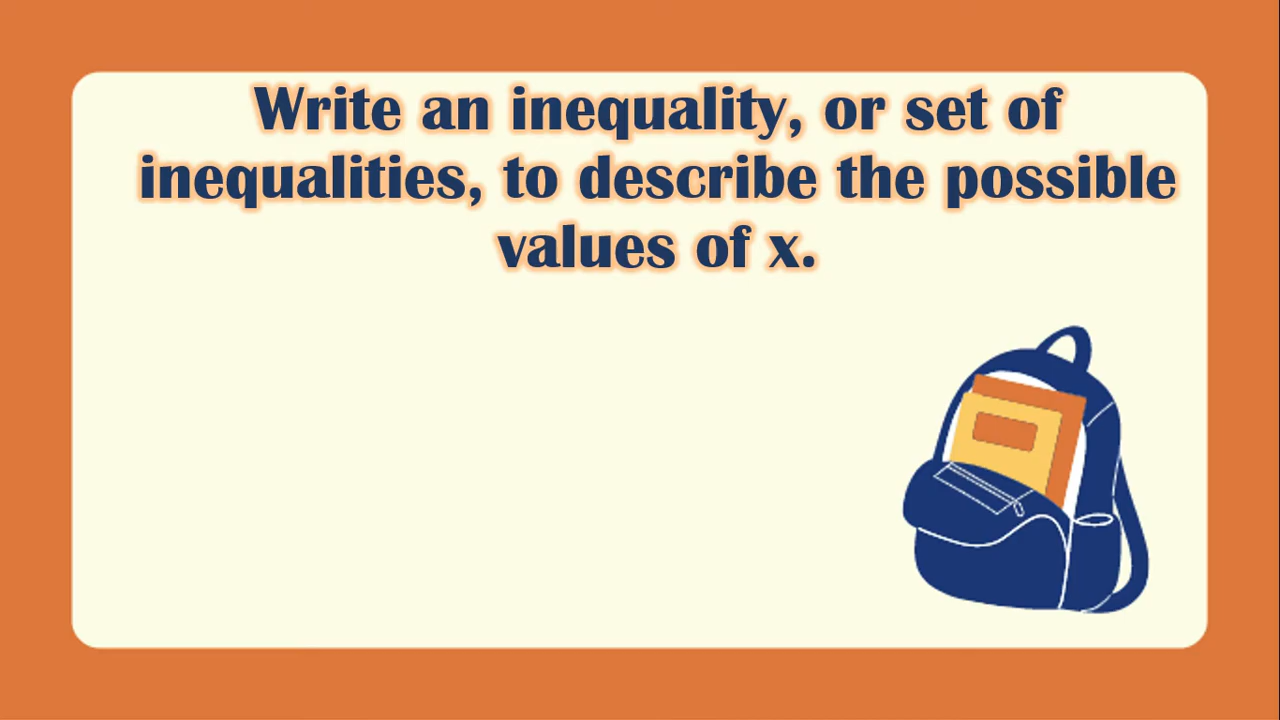 Write an inequality, or set of
inequalities, to describe the possible
values of x.